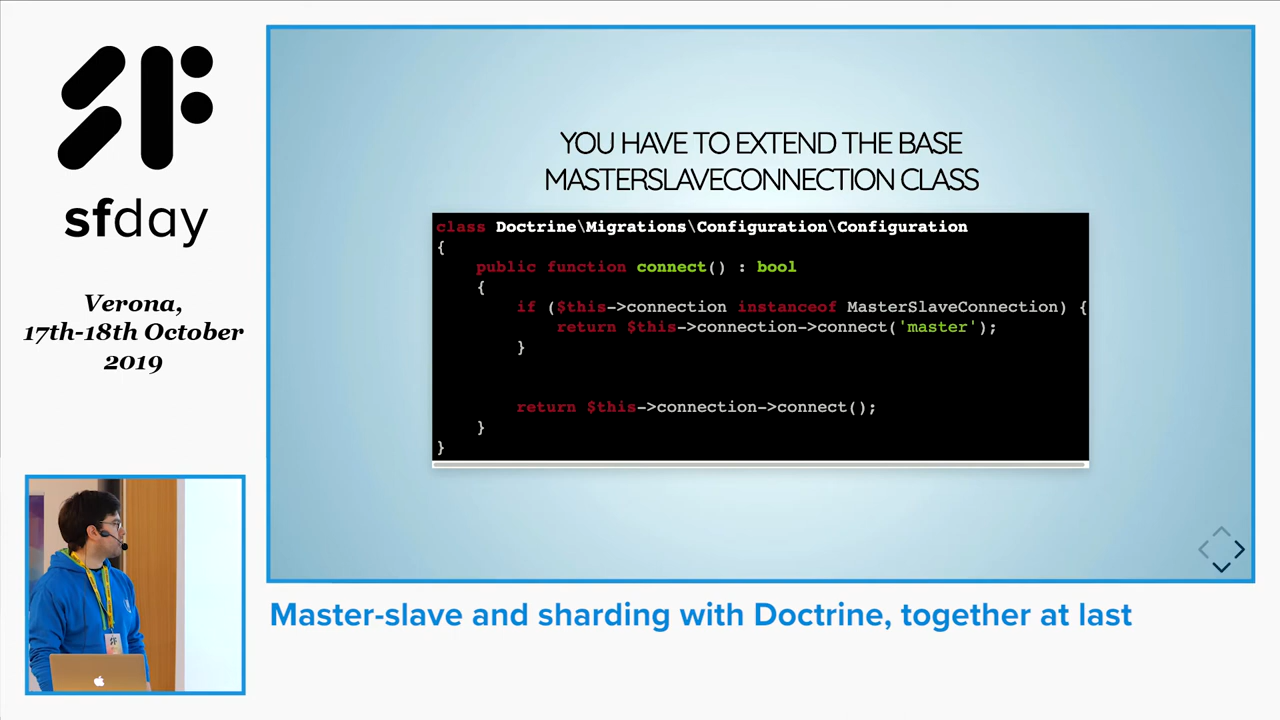 SF
sfday
Verona,
17th-18th October
2019
YOU HAVE TO EXTEND THE BASE
MASTERSLAVECONNECTION CLASS
class Doctrine\Migrations\Configuration\Configuration
{
    public function connect() : bool
    {
        if ($this->connection instanceof MasterSlaveConnection) {
            return $this->connection->connect('master');
        }
        return $this->connection->connect();
    }
}
Master-slave and sharding with Doctrine, together at last